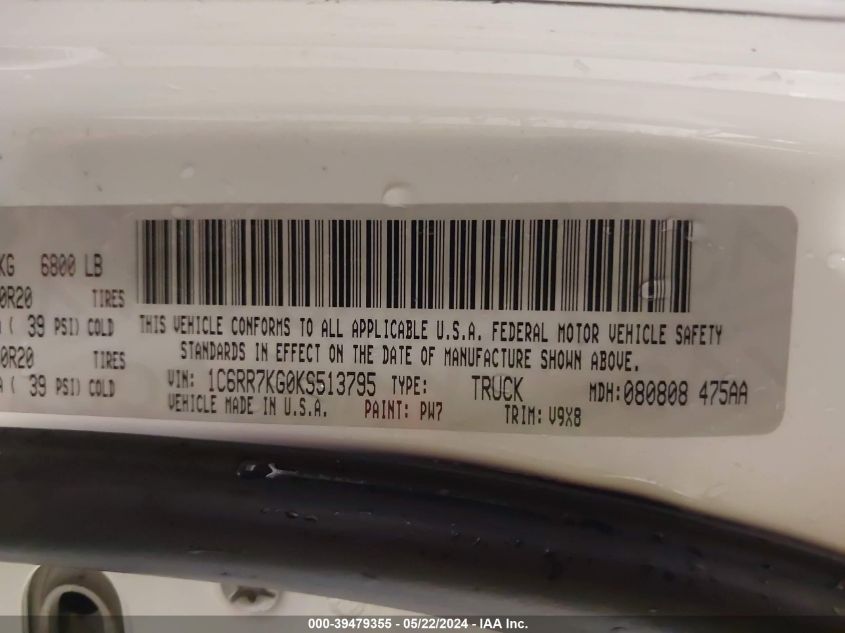 KG 6800 LB
0R20 TIRES
A ( 39 PSI) COLD
0R20 TIRES
A ( 39 PSI) COLD
THIS VEHICLE CONFORMS TO ALL APPLICABLE U.S.A. FEDERAL MOTOR VEHICLE SAFETY
STANDARDS IN EFFECT ON THE DATE OF MANUFACTURE SHOWN ABOVE.
VIN: 1C6RR7KG0KS513795 TYPE: TRUCK MDH:080808 475AA
VEHICLE MADE IN U.S.A. PAINT: PW7 TRIM: V9X8
000-39479355 - 05/22/2024 - IAA Inc.